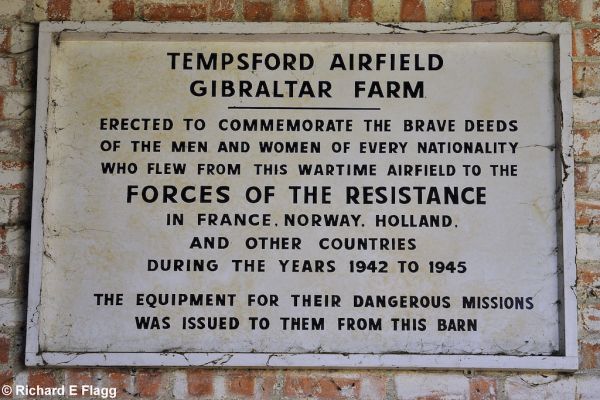 TEMPSFORD AIRFIELD
GIBRALTAR FARM
ERECTED TO COMMEMORATE THE BRAVE DEEDS
OF THE MEN AND WOMEN OF EVERY NATIONALITY
WHO FLEW FROM THIS WARTIME AIRFIELD TO THE
FORCES OF THE RESISTANCE
IN FRANCE, NORWAY, HOLLAND,
AND OTHER COUNTRIES
DURING THE YEARS 1942 TO 1945
THE EQUIPMENT FOR THEIR DANGEROUS MISSIONS
WAS ISSUED TO THEM FROM THIS BARN
© Richard E Flagg